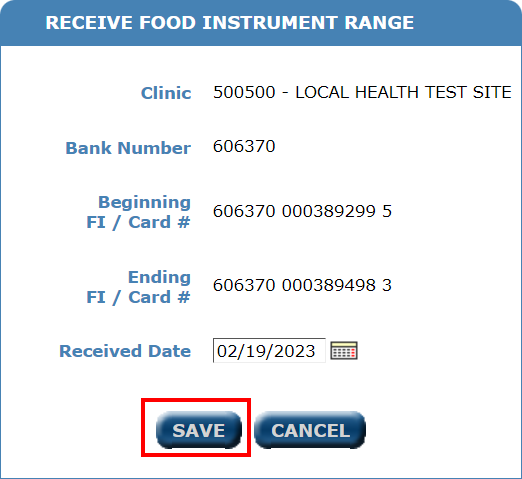 RECEIVE FOOD INSTRUMENT RANGE
Clinic 500500 - LOCAL HEALTH TEST SITE
Bank Number 606370
Beginning
FI / Card # 606370 000389299 5
Ending
FI / Card # 606370 000389498 3
Received Date 02/19/2023
SAVE CANCEL